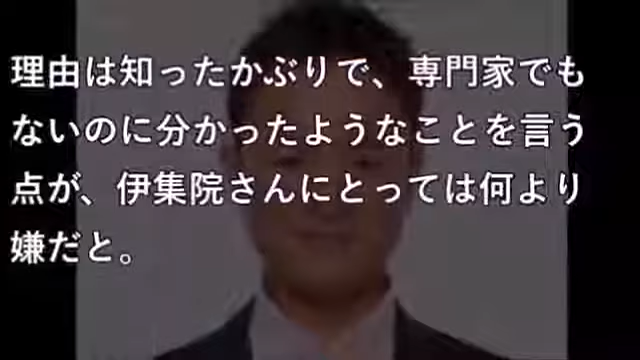 理由は知ったかぶりで、専門家でも
ないのに分かったようなことを言う
点が、伊集院さんにとっては何より
嫌だと。